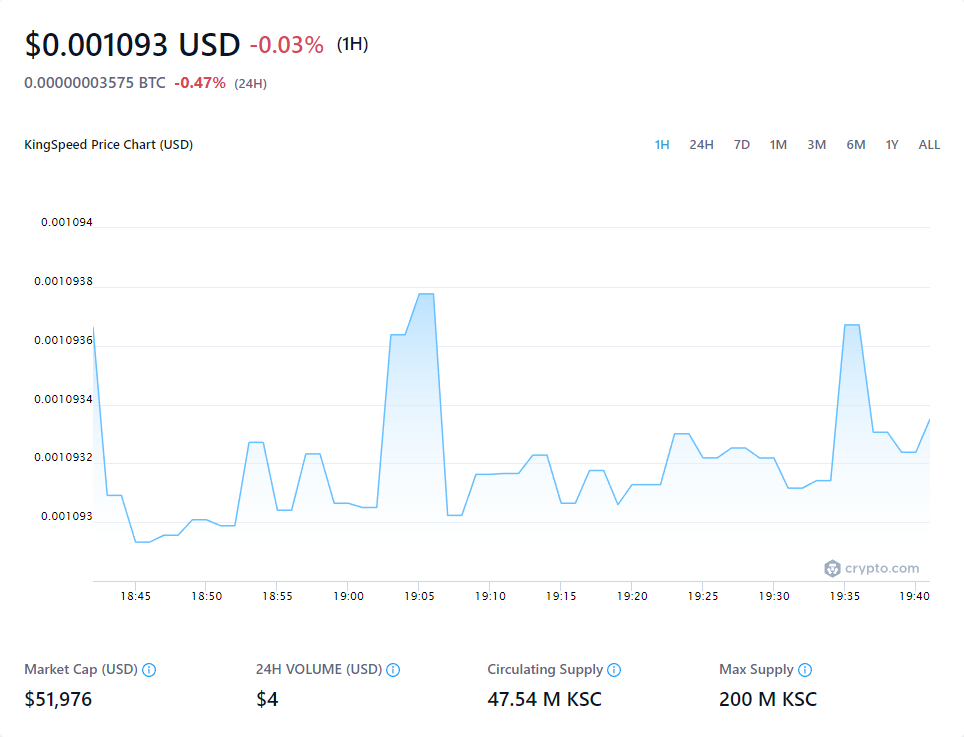 $0.001093 USD -0.03% (1H)
0.00000003575 BTC -0.47% (24H)
KingSpeed Price Chart (USD) 1H 24H 7D 1M 3M 6M 1Y ALL
0.001094
0.0010938
0.0010936
0.0010934
0.0010932
0.001093
crypto.com
18:45 18:50 18:55 19:00 19:05 19:10 19:15 19:20 19:25 19:30 19:35 19:40
Market Cap (USD) 24H VOLUME (USD) Circulating Supply Max Supply
$51,976 $4 47.54 M KSC 200 M KSC